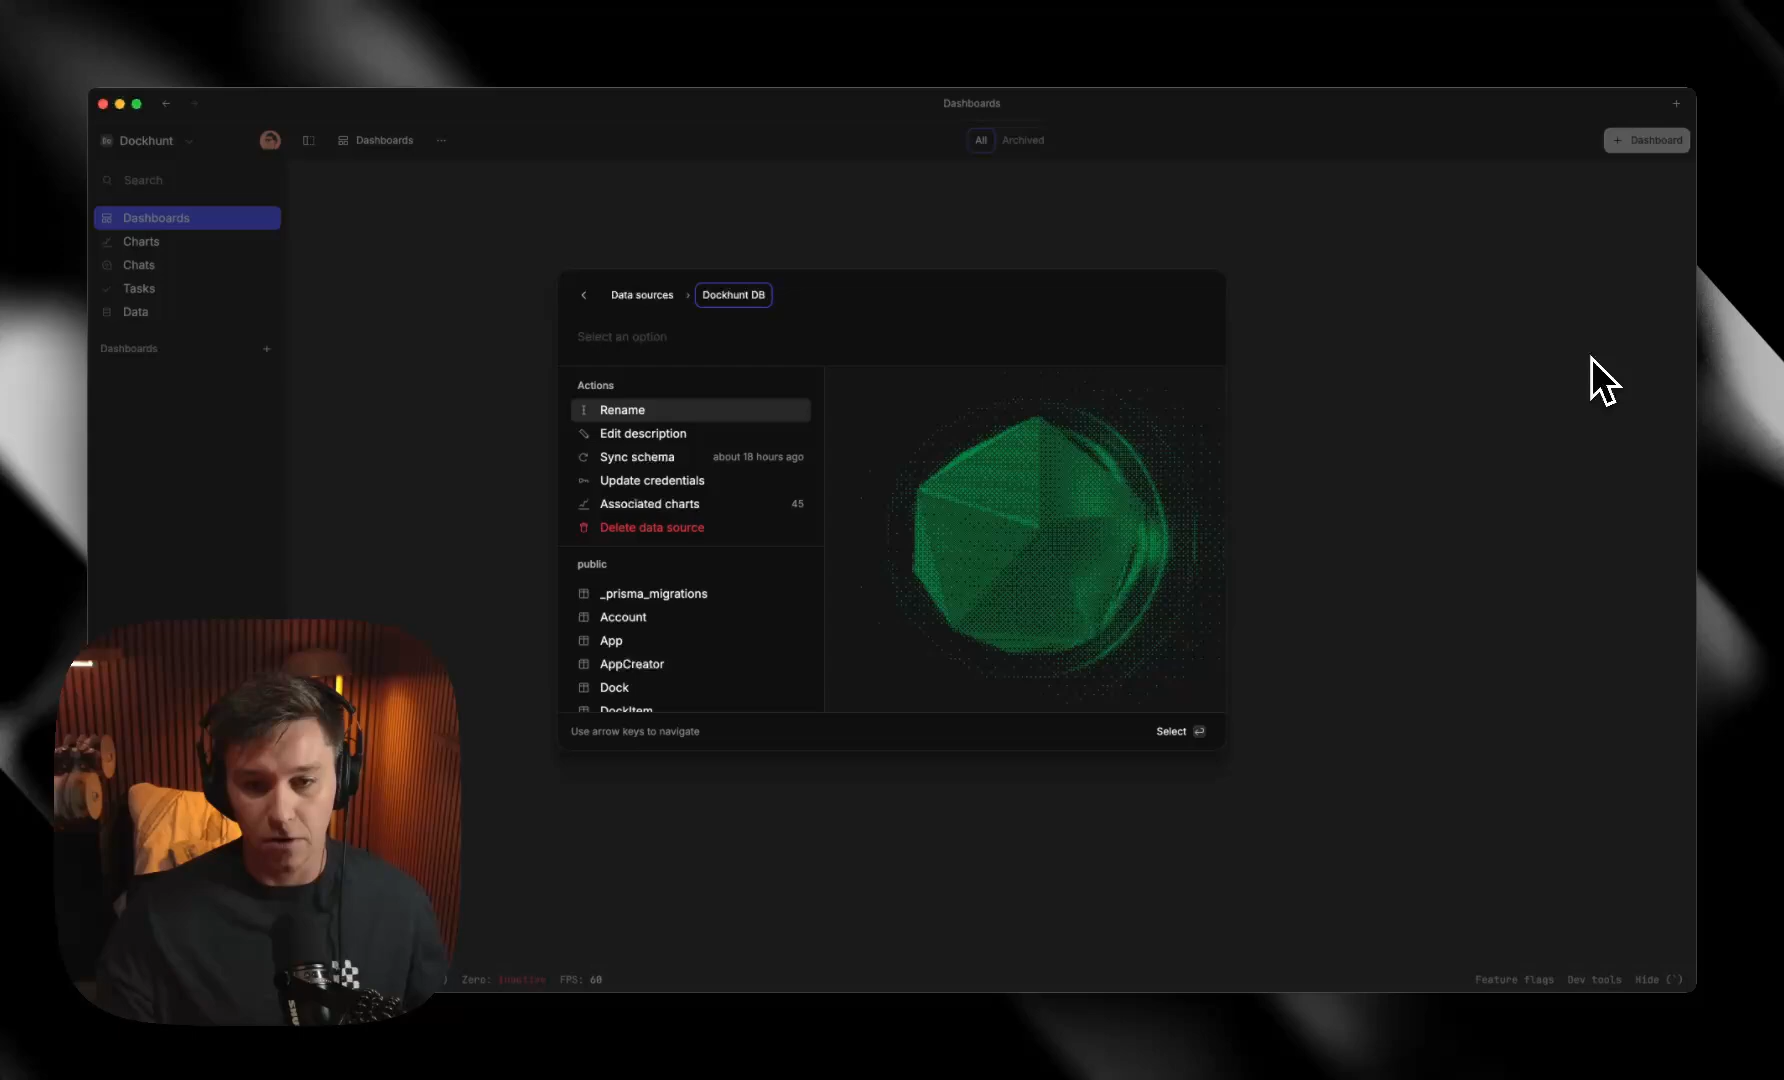 Dashboards
Dockhunt
Dashboards
All
Archived
Dashboard
Search
Dashboards
Charts
Chats
Tasks
Data
Dashboards
Data sources
Dockhunt DB
Select an option
Actions
Rename
Edit description
Sync schema about 18 hours ago
Update credentials
Associated charts 45
Delete data source
public
_prisma_migrations
Account
App
AppCreator
Dock
DockItem
Use arrow keys to navigate
Select
Zero: inactive FPS: 60
Feature flags Dev tools Hide (`)